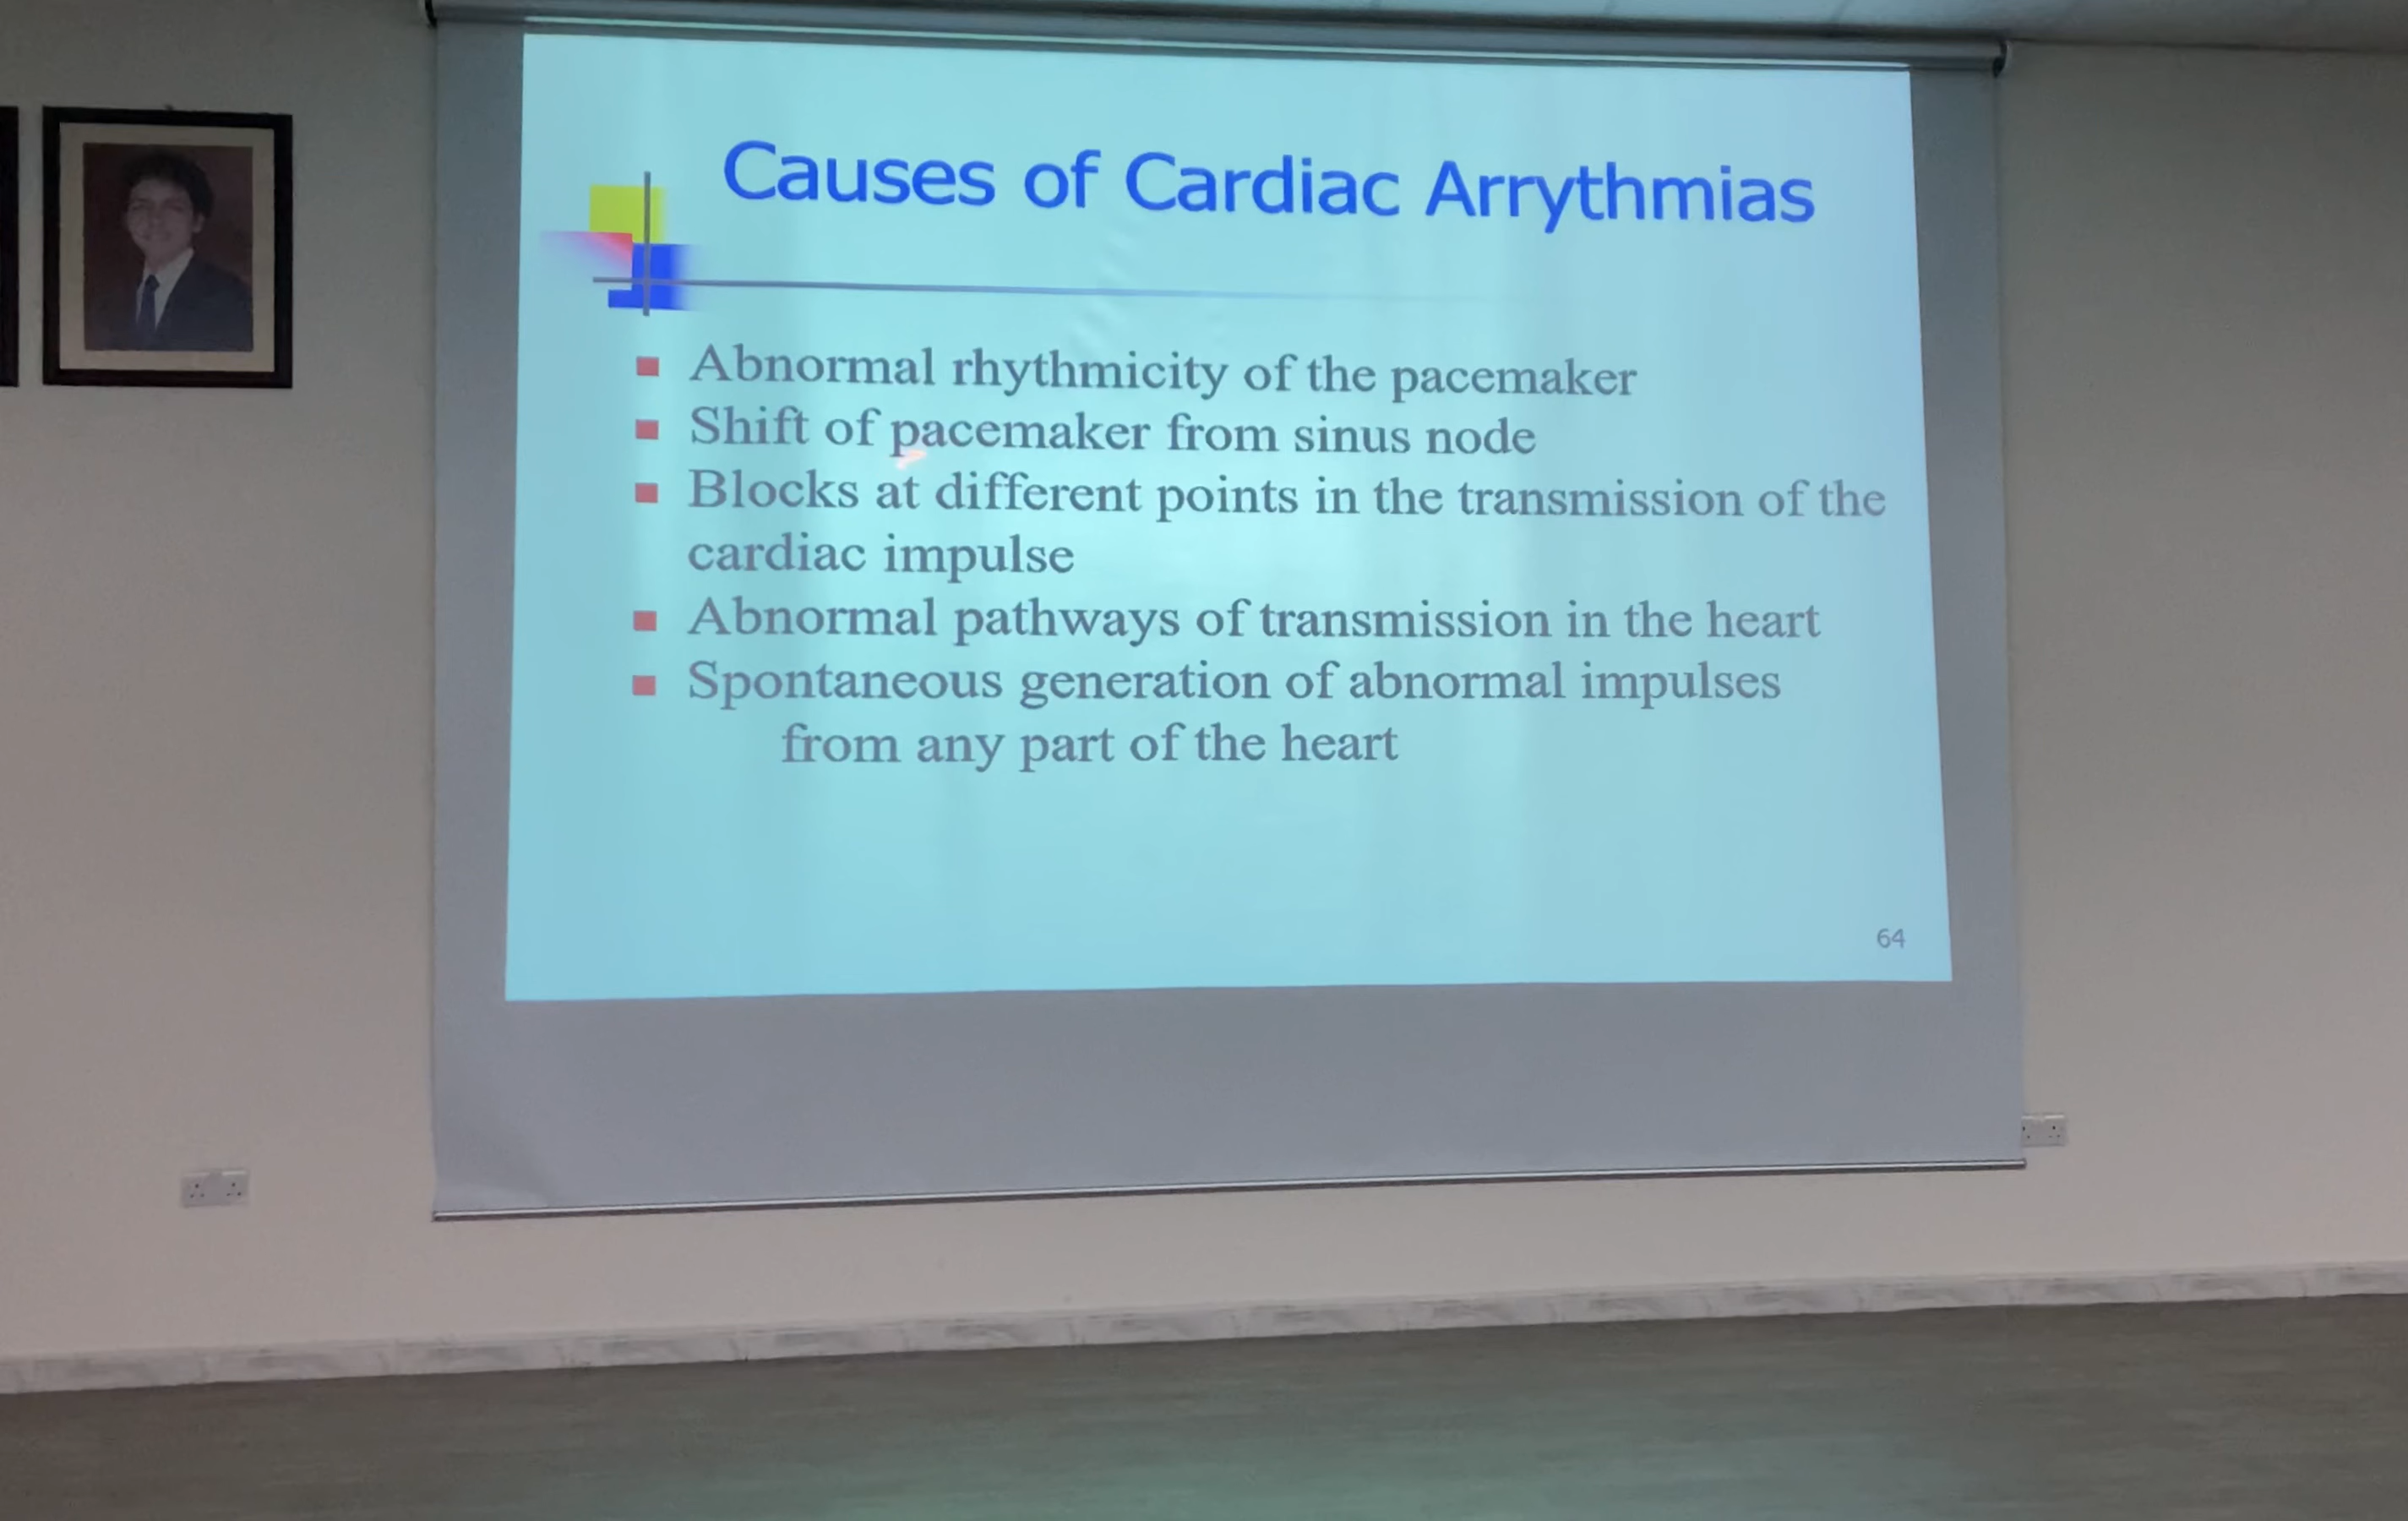 Causes of Cardiac Arrythmias
Abnormal rhythmicity of the pacemaker
Shift of pacemaker from sinus node
Blocks at different points in the transmission of the
cardiac impulse
Abnormal pathways of transmission in the heart
Spontaneous generation of abnormal impulses
from any part of the heart
64